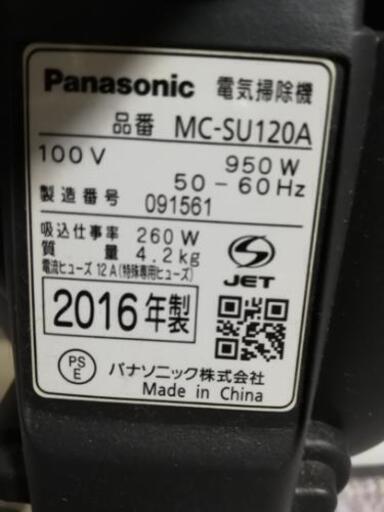 Panasonic 電気掃除機
品番 MC-SU120A
100V 950W
50-60Hz
製造番号 091561
吸込仕事率 260W
質量 4.2kg
電流ヒューズ 12A(特殊専用ヒューズ)
JET
2016年製
PS
E
パナソニック株式会社
Made in China